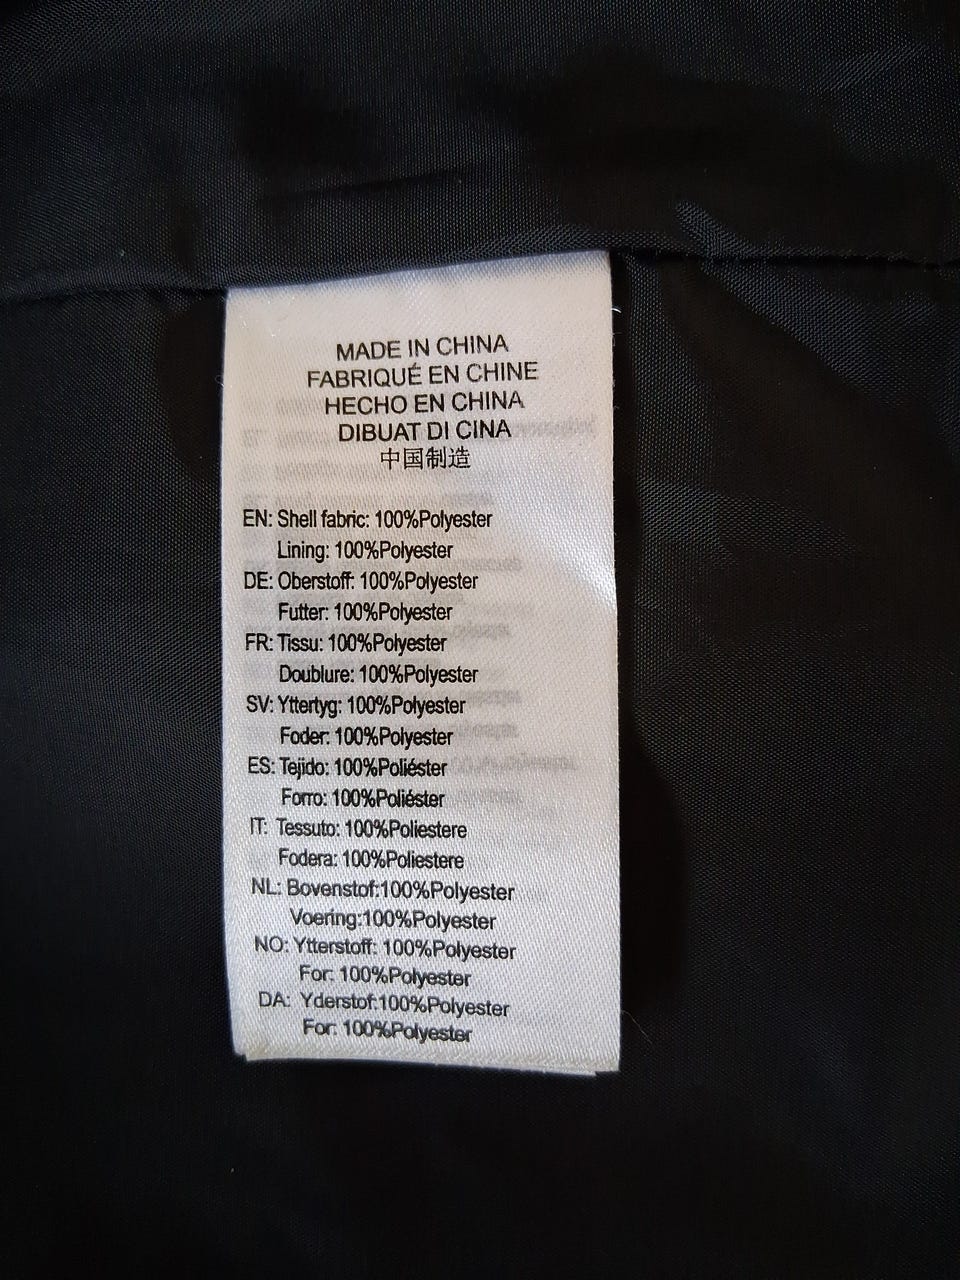 MADE IN CHINA
FABRIQUÉ EN CHINE
HECHO EN CHINA
DIBUAT DI CINA
中国制造
EN: Shell fabric: 100%Polyester
Lining: 100%Polyester
DE: Oberstoff: 100%Polyester
Futter: 100%Polyester
FR: Tissu: 100%Polyester
Doublure: 100%Polyester
SV: Yttertyg: 100%Polyester
Foder: 100%Polyester
ES: Tejido: 100%Poliéster
Forro: 100%Poliéster
IT: Tessuto: 100%Poliestere
Fodera: 100%Poliestere
NL: Bovenstof:100%Polyester
Voering:100%Polyester
NO: Ytterstoff: 100%Polyester
For: 100%Polyester
DA: Yderstof:100%Polyester
For: 100%Polyester